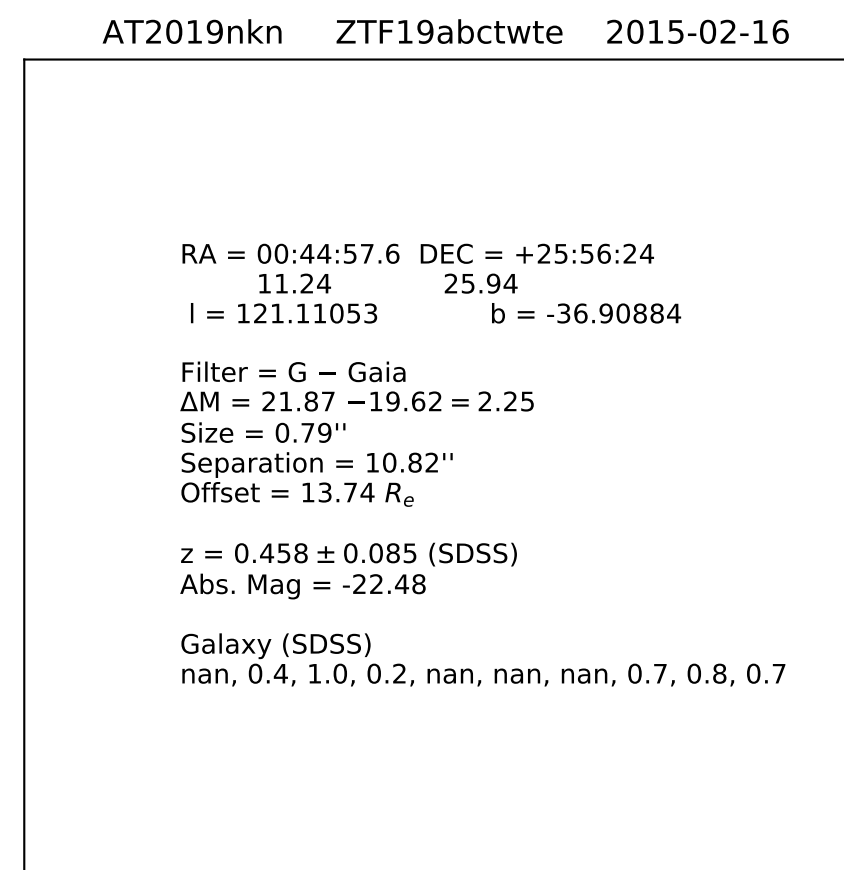 AT2019nkn ZTF19abctwte 2015-02-16
RA = 00:44:57.6 DEC = +25:56:24
11.24 25.94
l = 121.11053 b = -36.90884
Filter = G − Gaia
ΔM = 21.87 −19.62 = 2.25
Size = 0.79''
Separation = 10.82''
Offset = 13.74 Re
z = 0.458 ± 0.085 (SDSS)
Abs. Mag = -22.48
Galaxy (SDSS)
nan, 0.4, 1.0, 0.2, nan, nan, nan, 0.7, 0.8, 0.7